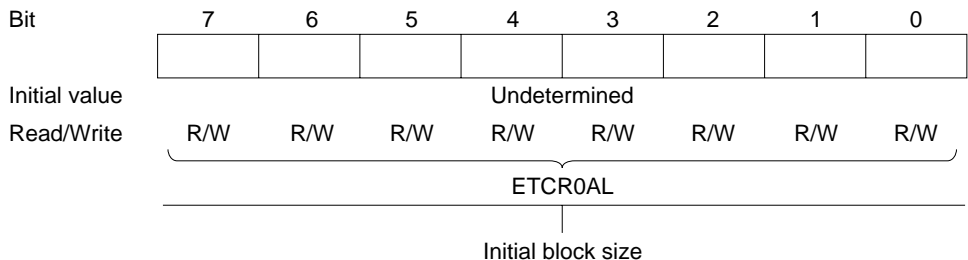 Bit 7 6 5 4 3 2 1 0
Initial value Undetermined
Read/Write R/W R/W R/W R/W R/W R/W R/W R/W
ETCR0AL
Initial block size